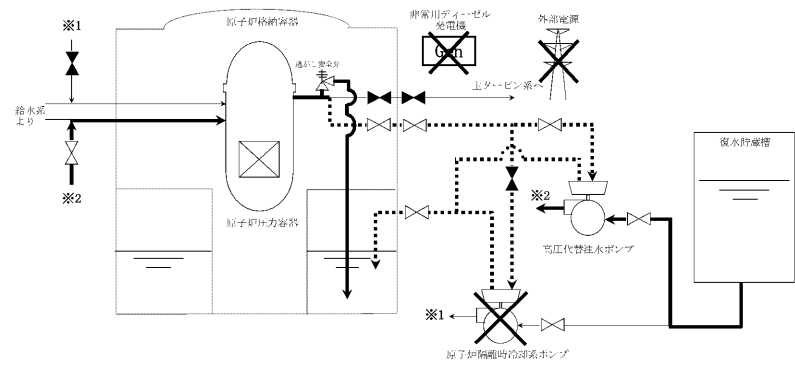 ※1
原子炉格納容器
非常用ディーゼル
発電機
Gen
外部電源
逃がし安全弁
主タービン系へ
給水系
より
復水貯蔵槽
※2
※2
原子炉圧力容器
高圧代替注水ポンプ
※1
原子炉隔離時冷却系ポンプ